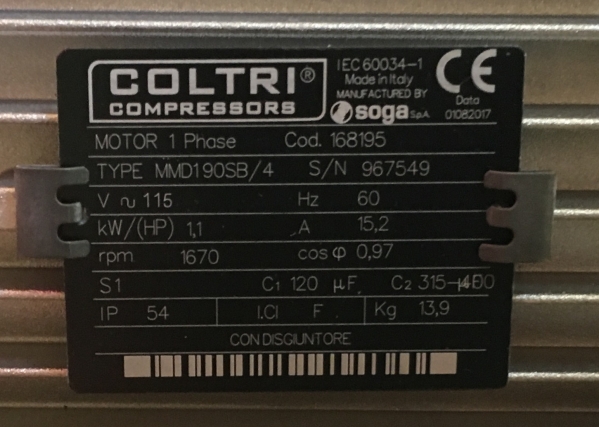 COLTRI®
COMPRESSORS
IEC 60034-1
Made in Italy
MANUFACTURED BY
soga S.p.A.
CE
Data
01082017
MOTOR 1 Phase Cod. 168195
TYPE MMD190SB/4 S/N 967549
V ~ 115 Hz 60
kW/(HP) 1,1 A 15,2
rpm 1670 cos φ 0,97
S1 C1 120 μF C2 315-400
IP 54 I.Cl F Kg 13,9
CON DISGIUNTORE